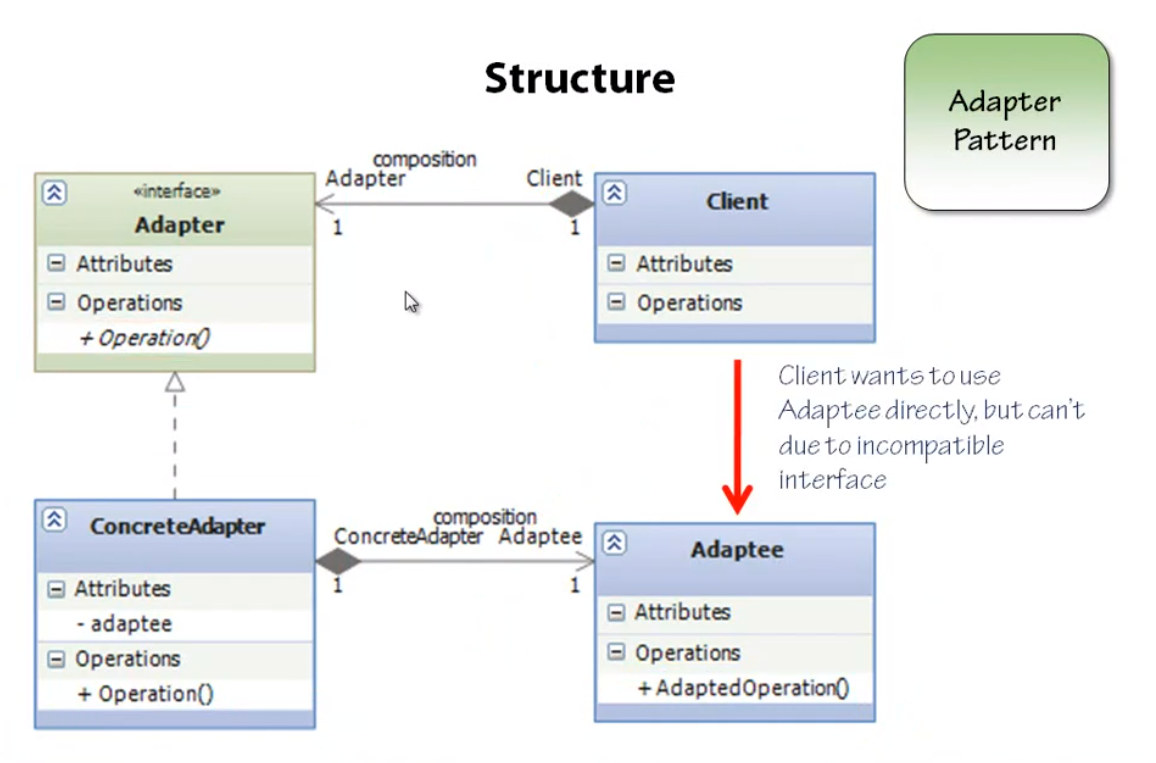 Structure
Adapter
Pattern
composition
Adapter
Client
1
1
«interface»
Adapter
Attributes
Operations
+ Operation()
Client
Attributes
Operations
Client wants to use
Adaptee directly, but can't
due to incompatible
interface
ConcreteAdapter
Attributes
- adaptee
Operations
+ Operation()
composition
ConcreteAdapter Adaptee
1
1
Adaptee
Attributes
Operations
+ AdaptedOperation()